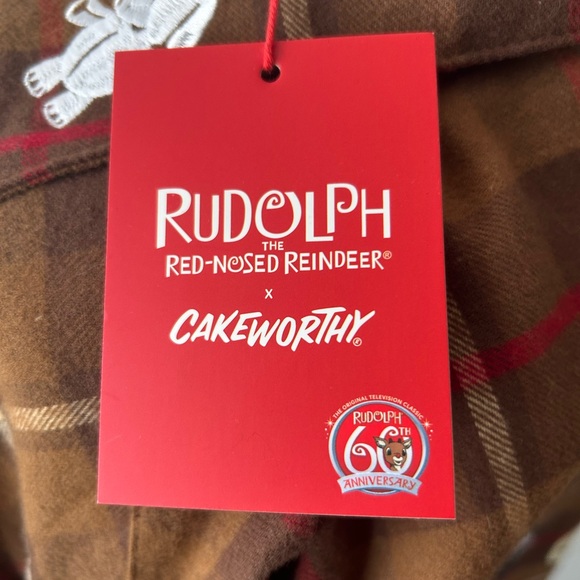 RUDOLPH
THE
RED-NOSED REINDEER®
x
CAKEWORTHY®
THE ORIGINAL TELEVISION CLASSIC
RUDOLPH
60TH
ANNIVERSARY